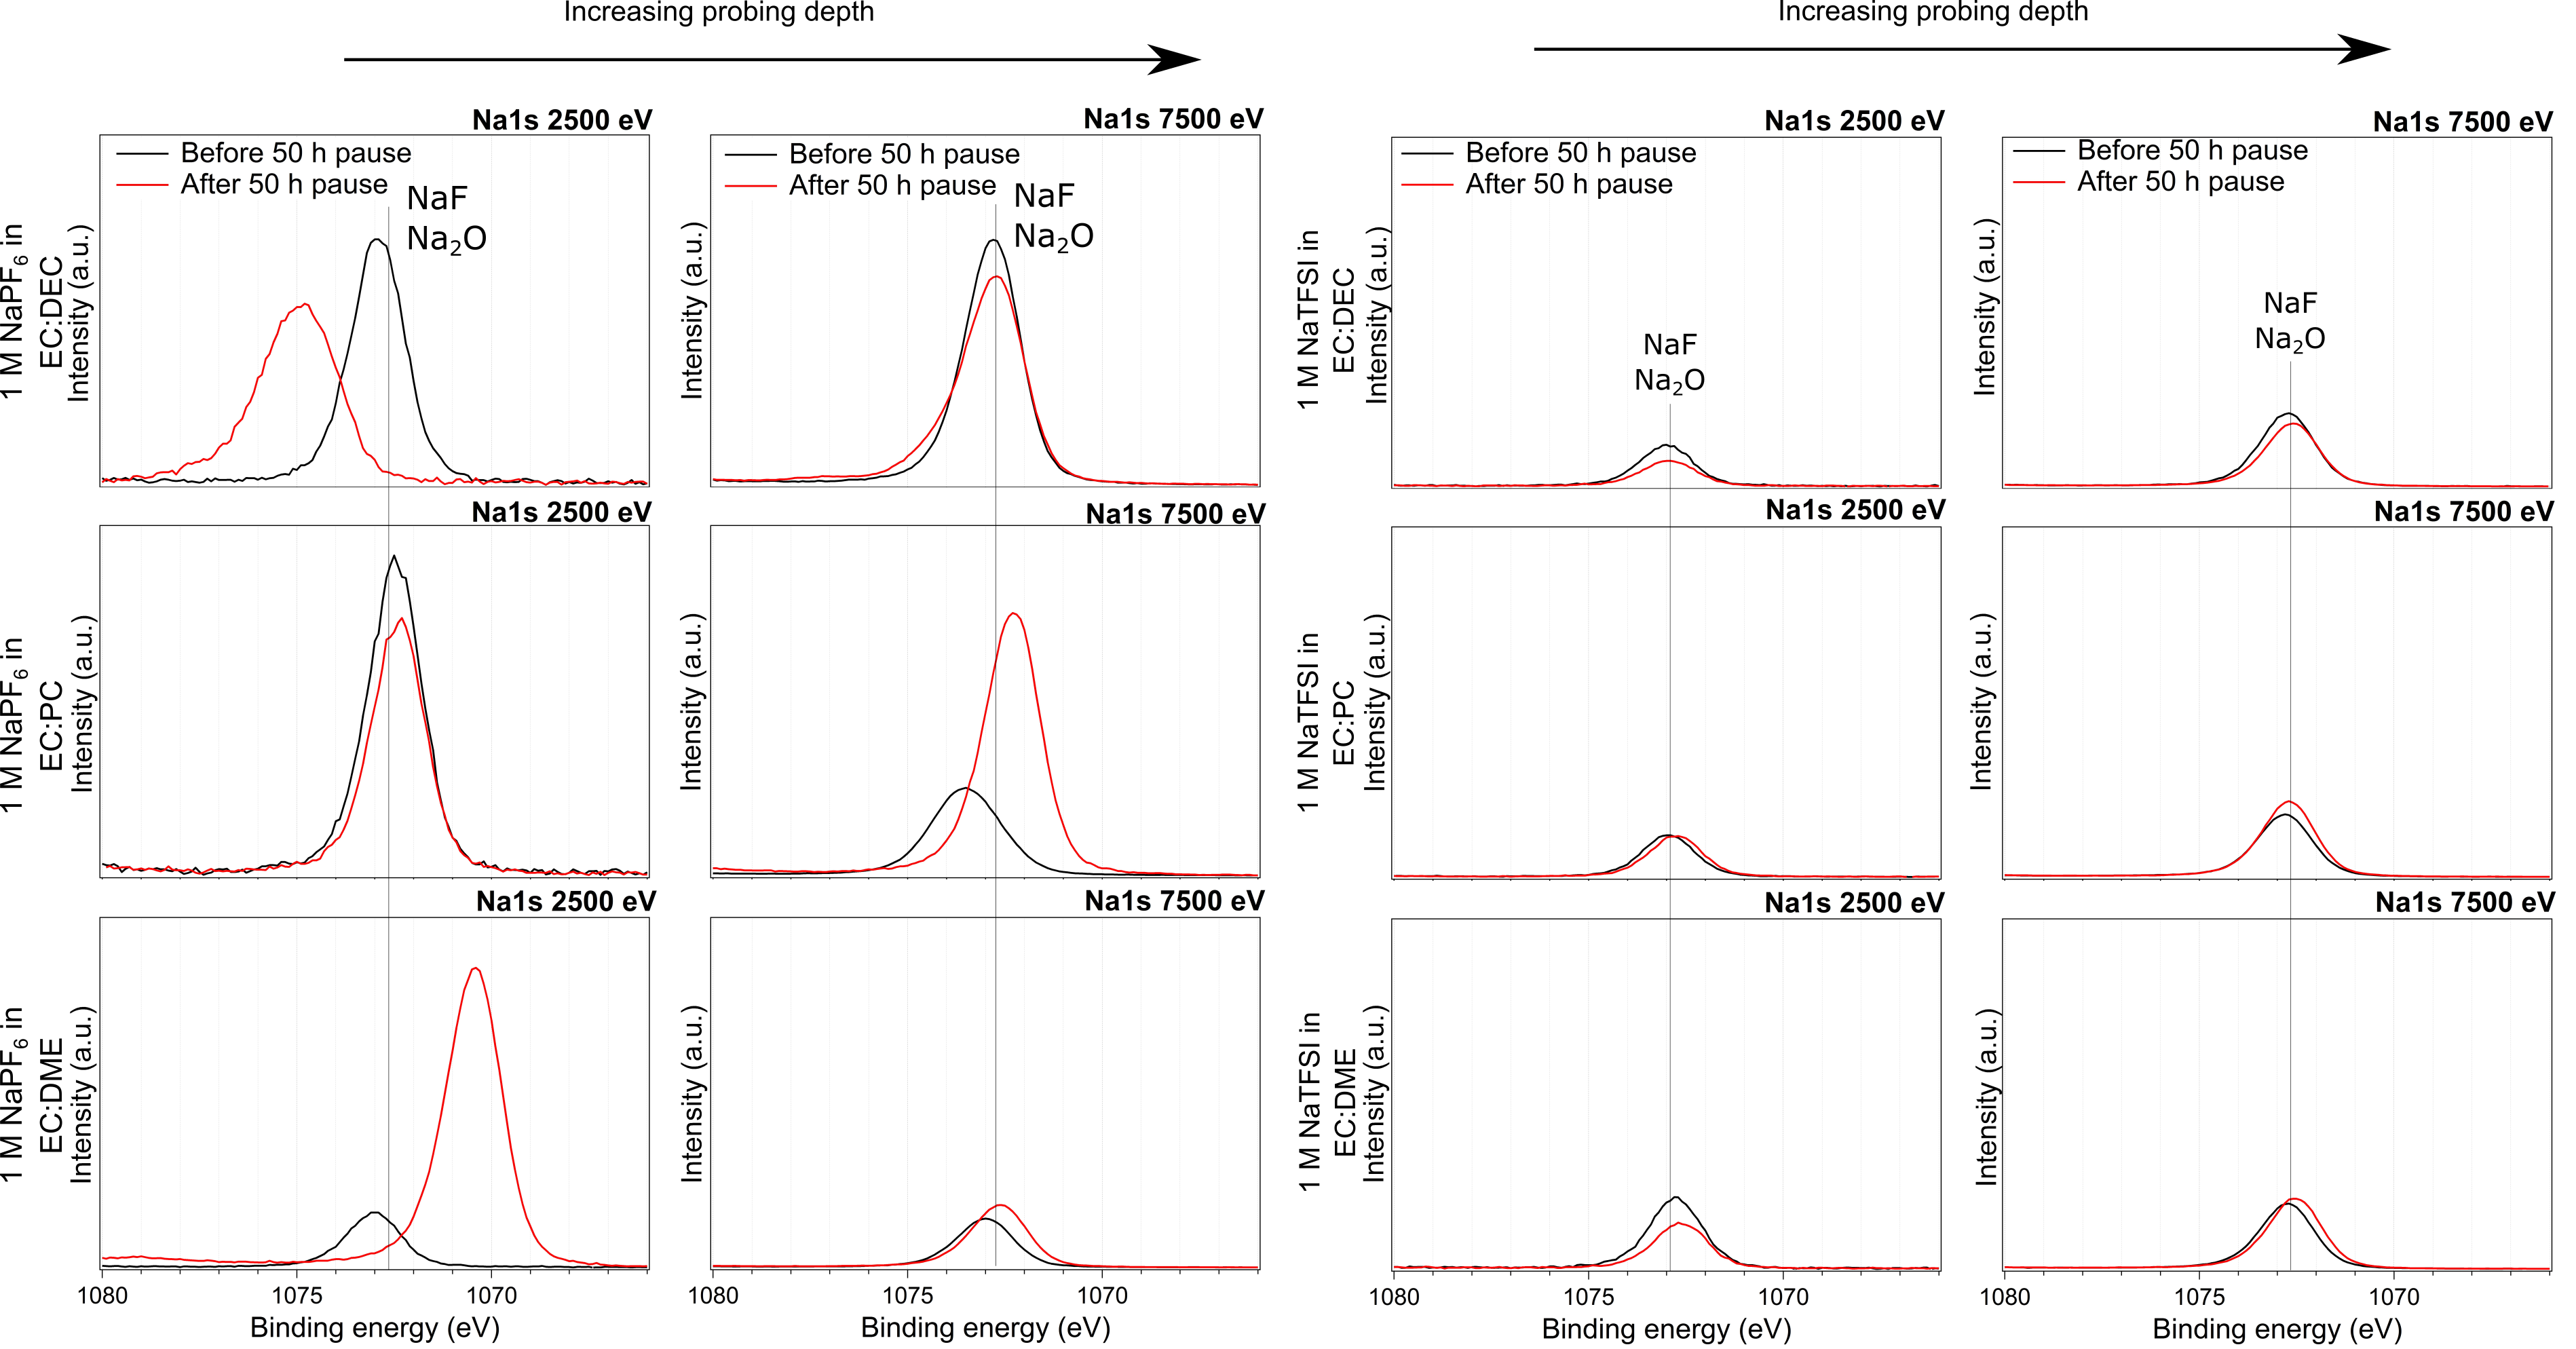 Increasing probing depth
Increasing probing depth
Na1s 2500 eV
Na1s 7500 eV
Na1s 2500 eV
Na1s 7500 eV
1 M NaPF6 in
EC:DEC
Intensity (a.u.)
Before 50 h pause
After 50 h pause
NaF
Na2O
Intensity (a.u.)
Before 50 h pause
After 50 h pause
NaF
Na2O
1 M NaTFSI in
EC:DEC
Intensity (a.u.)
Before 50 h pause
After 50 h pause
NaF
Na2O
Intensity (a.u.)
Before 50 h pause
After 50 h pause
NaF
Na2O
Na1s 2500 eV
Na1s 7500 eV
Na1s 2500 eV
Na1s 7500 eV
1 M NaPF6 in
EC:PC
Intensity (a.u.)
Intensity (a.u.)
1 M NaTFSI in
EC:PC
Intensity (a.u.)
Intensity (a.u.)
Na1s 2500 eV
Na1s 7500 eV
Na1s 2500 eV
Na1s 7500 eV
1 M NaPF6 in
EC:DME
Intensity (a.u.)
Intensity (a.u.)
1 M NaTFSI in
EC:DME
Intensity (a.u.)
Intensity (a.u.)
1080 1075 1070
1080 1075 1070
1080 1075 1070
1080 1075 1070
Binding energy (eV)
Binding energy (eV)
Binding energy (eV)
Binding energy (eV)